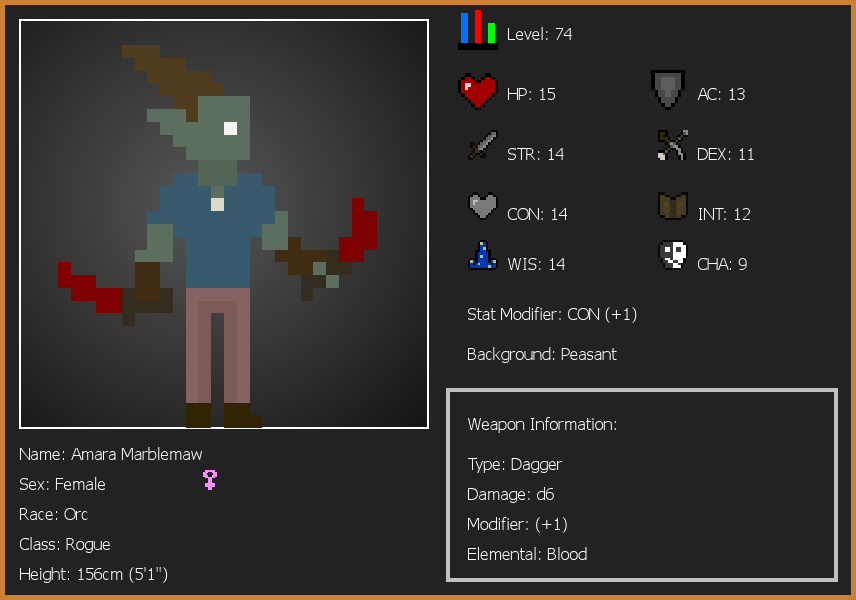 Level: 74
HP: 15
AC: 13
STR: 14
DEX: 11
CON: 14
INT: 12
WIS: 14
CHA: 9
Stat Modifier: CON (+1)
Background: Peasant
Weapon Information:
Type: Dagger
Damage: d6
Modifier: (+1)
Elemental: Blood
Name: Amara Marblemaw
Sex: Female
Race: Orc
Class: Rogue
Height: 156cm (5'1")